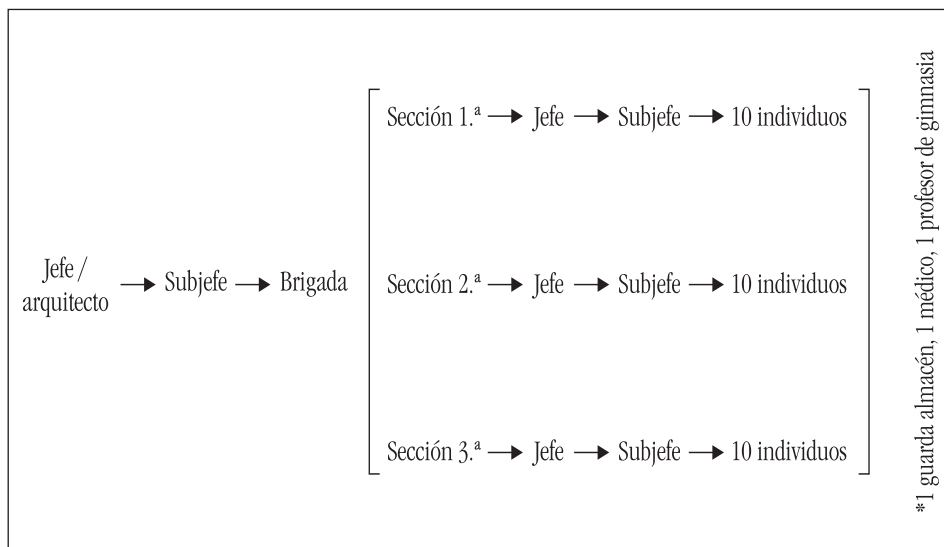 Sección 1.ª → Jefe → Subjefe → 10 individuos
Jefe /
arquitecto → Subjefe → Brigada
Sección 2.ª → Jefe → Subjefe → 10 individuos
Sección 3.ª → Jefe → Subjefe → 10 individuos
*1 guarda almacén, 1 médico, 1 profesor de gimnasia